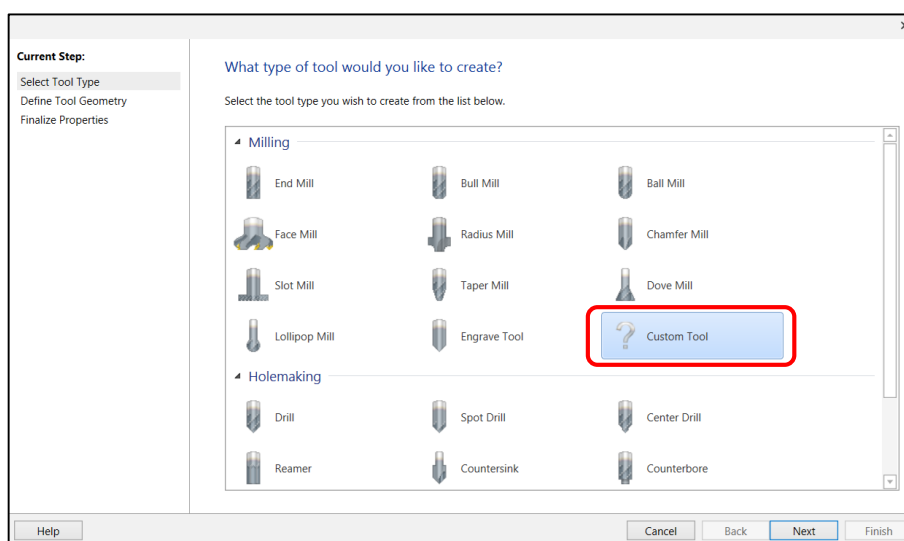 Current Step:
Select Tool Type
Define Tool Geometry
Finalize Properties
What type of tool would you like to create?
Select the tool type you wish to create from the list below.
Milling
End Mill Bull Mill Ball Mill
Face Mill Radius Mill Chamfer Mill
Slot Mill Taper Mill Dove Mill
Lollipop Mill Engrave Tool ? Custom Tool
Holemaking
Drill Spot Drill Center Drill
Reamer Countersink Counterbore
Help Cancel Back Next Finish